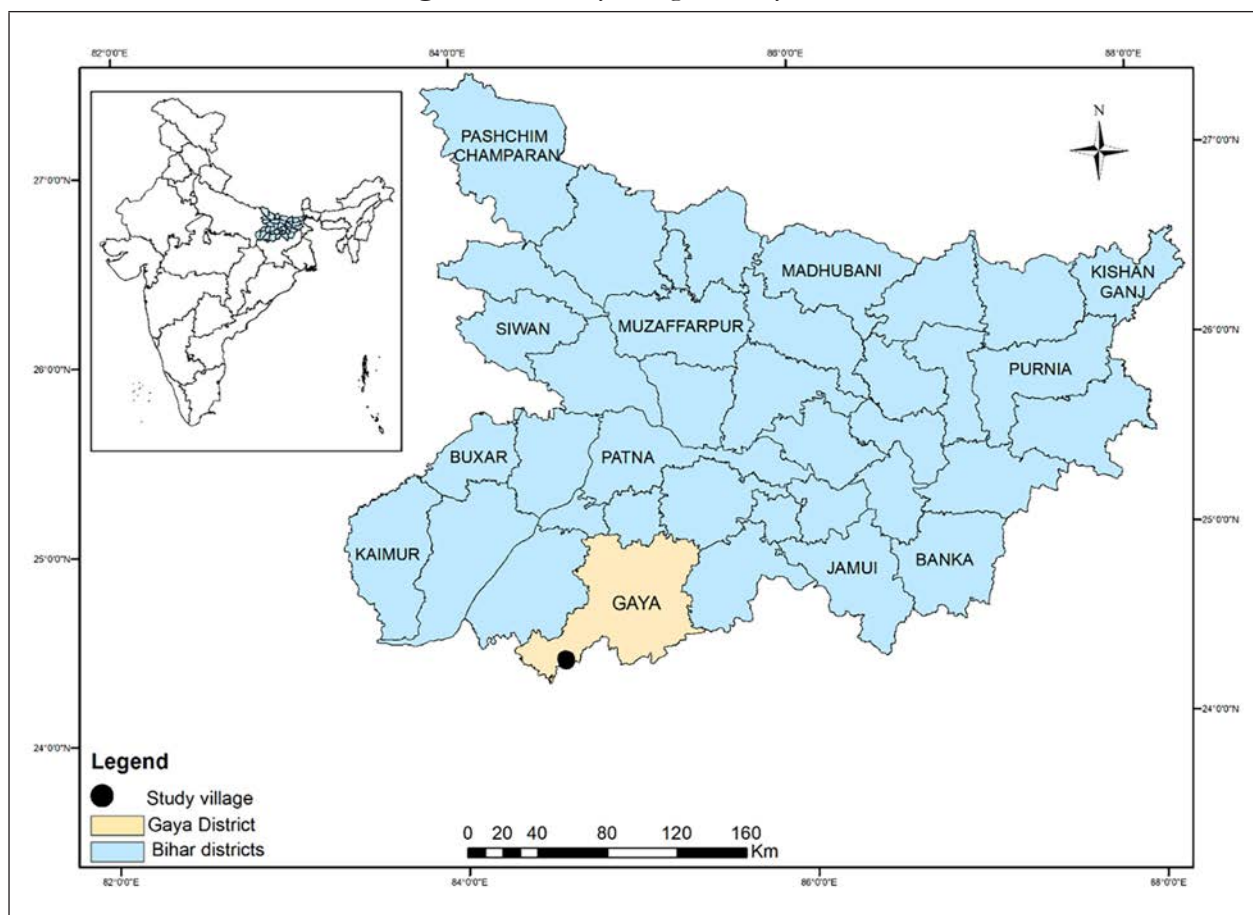 82°0'0"E 84°0'0"E 86°0'0"E 88°0'0"E
N
27°0'0"N
27°0'0"N
PASHCHIM
CHAMPARAN
MADHUBANI
KISHAN
GANJ
SIWAN
MUZAFFARPUR
26°0'0"N
PURNIA
26°0'0"N
BUXAR
PATNA
25°0'0"N
KAIMUR
25°0'0"N
JAMUI
BANKA
GAYA
24°0'0"N
24°0'0"N
Legend
Study village
Gaya District
Bihar districts
0 20 40 80 120 160
Km
82°0'0"E 84°0'0"E 86°0'0"E 88°0'0"E